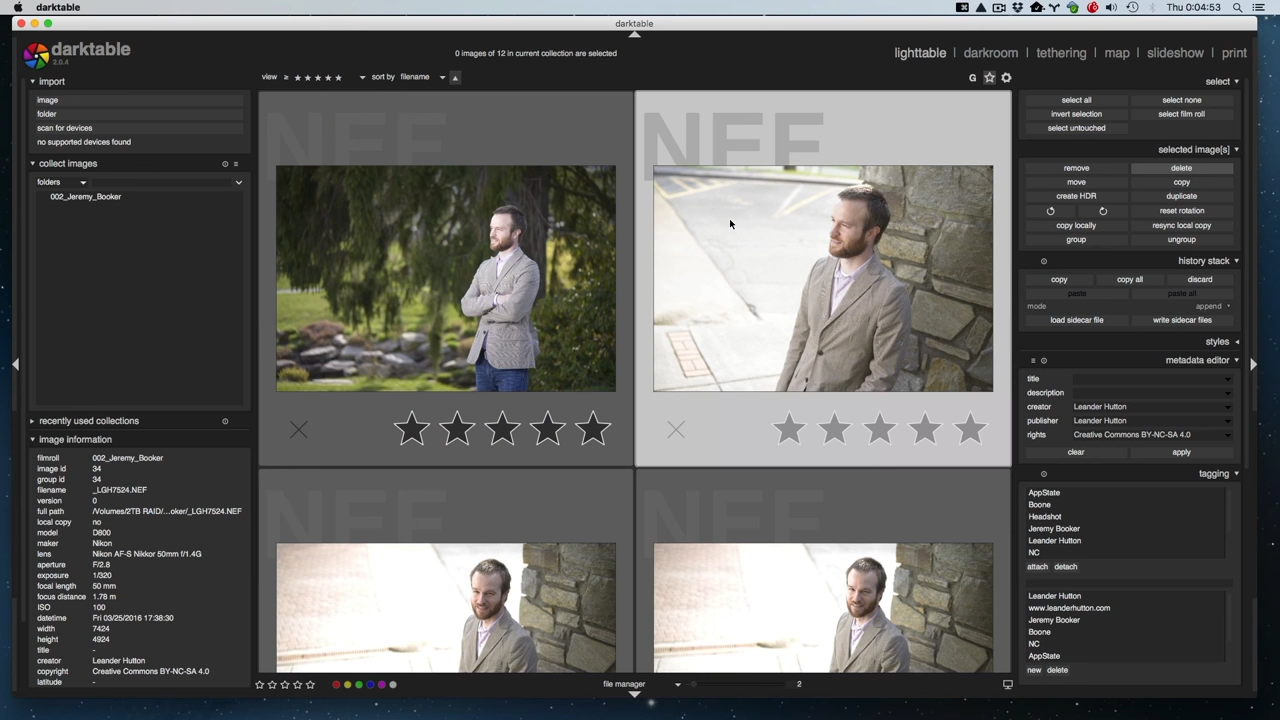 darktable
Thu 0:04:53
darktable
darktable
2.0.4
0 images of 12 in current collection are selected
lighttable | darkroom | tethering | map | slideshow | print
view ≥ sort by filename
G
import
image
folder
scan for devices
no supported devices found
collect images
folders
002_Jeremy_Booker
recently used collections
image information
filmroll 002_Jeremy_Booker
image id 34
group id 34
filename _LGH7524.NEF
version 0
full path /Volumes/2TB RAID/...oker/_LGH7524.NEF
local copy no
model D800
maker Nikon
lens Nikon AF-S Nikkor 50mm f/1.4G
aperture F/2.8
exposure 1/320
focal length 50 mm
focus distance 1.78 m
ISO 100
datetime Fri 03/25/2016 17:38:30
width 7424
height 4924
title -
creator Leander Hutton
copyright Creative Commons BY-NC-SA 4.0
latitude -
NEF
NEF
NEF
NEF
file manager 2
select
select all select none
invert selection select film roll
select untouched
selected image[s]
remove delete
move copy
create HDR duplicate
reset rotation
copy locally resync local copy
group ungroup
history stack
copy copy all discard
paste paste all
mode append
load sidecar file write sidecar files
styles
metadata editor
title
description
creator Leander Hutton
publisher Leander Hutton
rights Creative Commons BY-NC-SA 4.0
clear apply
tagging
AppState
Boone
Headshot
Jeremy Booker
Leander Hutton
NC
attach detach
Leander Hutton
www.leanderhutton.com
Jeremy Booker
Boone
NC
AppState
new delete